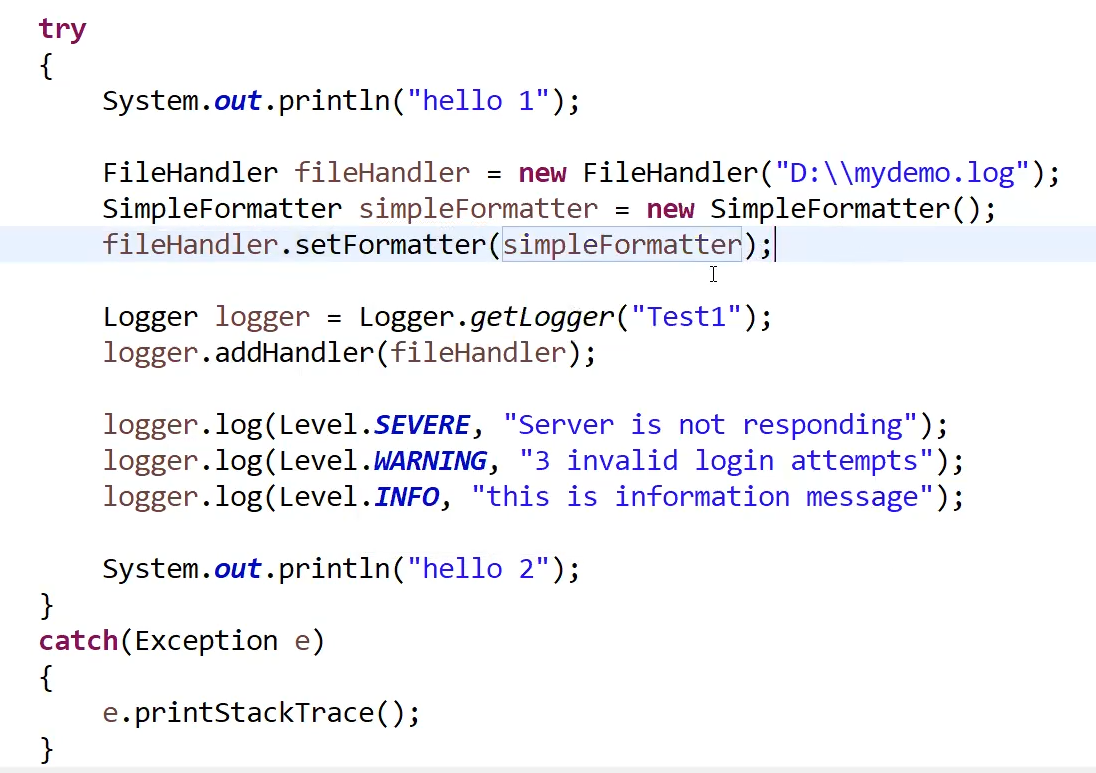 try
{
    System.out.println("hello 1");

    FileHandler fileHandler = new FileHandler("D:\\mydemo.log");
    SimpleFormatter simpleFormatter = new SimpleFormatter();
    fileHandler.setFormatter(simpleFormatter);

    Logger logger = Logger.getLogger("Test1");
    logger.addHandler(fileHandler);

    logger.log(Level.SEVERE, "Server is not responding");
    logger.log(Level.WARNING, "3 invalid login attempts");
    logger.log(Level.INFO, "this is information message");

    System.out.println("hello 2");
}
catch(Exception e)
{
    e.printStackTrace();
}